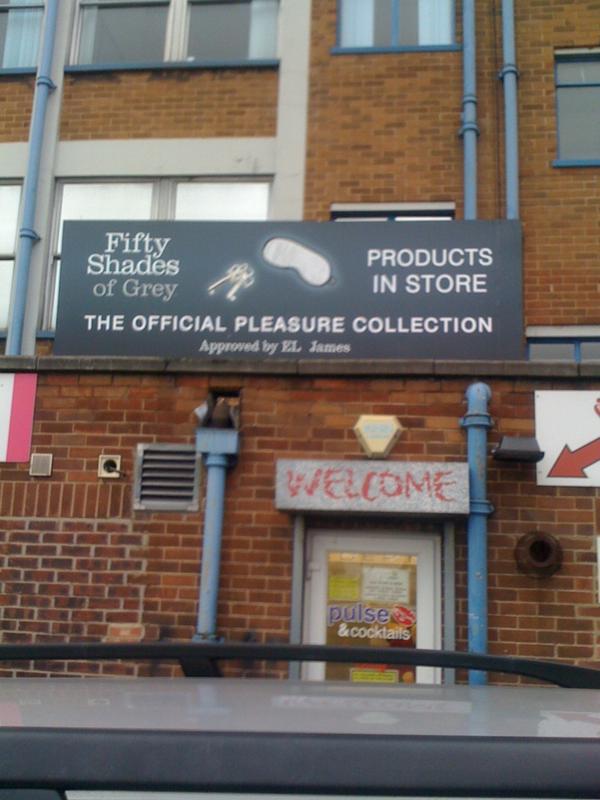 Fifty
Shades
of Grey
PRODUCTS
IN STORE
THE OFFICIAL PLEASURE COLLECTION
Approved by EL James
WELCOME
pulse
& cocktails